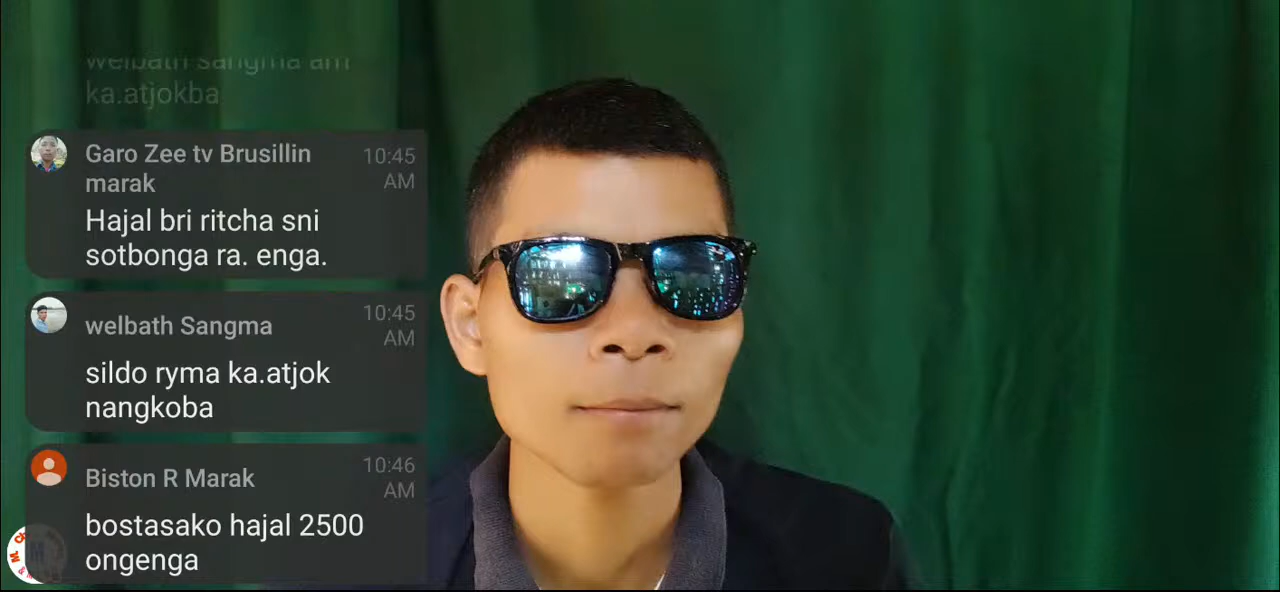 welbath sangma am
ka.atjokba
Garo Zee tv Brusillin
marak
10:45
AM
Hajal bri ritcha sni
sotbonga ra. enga.
welbath Sangma
10:45
AM
sildo ryma ka.atjok
nangkoba
Biston R Marak
10:46
AM
bostasako hajal 2500
ongenga